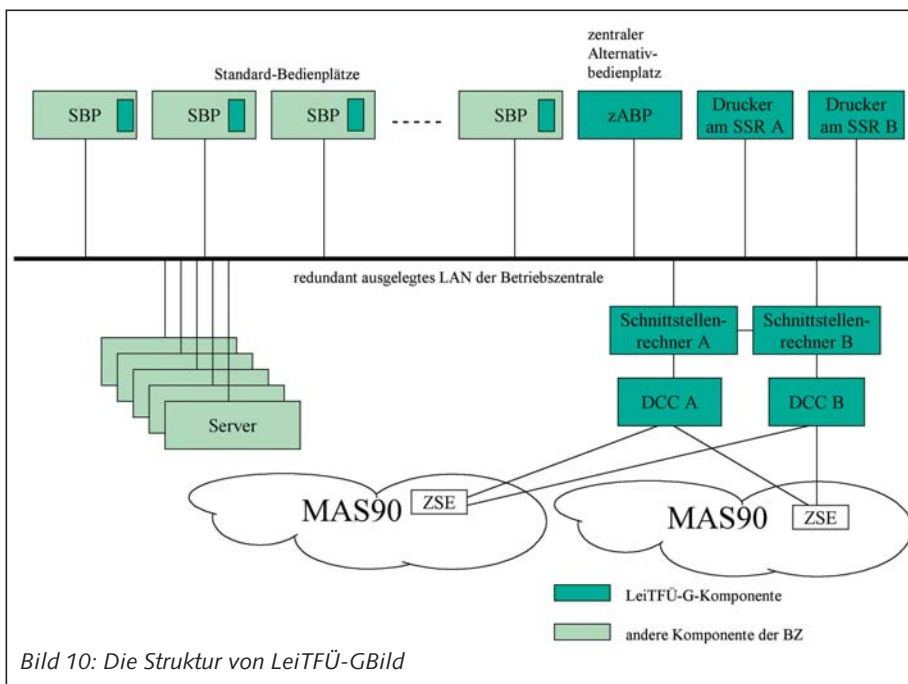 zentraler
Alternativ-
bedienplatz
Standard-Bedienplätze
SBP
SBP
SBP
SBP
zABP
Drucker
am SSR A
Drucker
am SSR B
redundant ausgelegtes LAN der Betriebszentrale
Schnittstellen-
rechner A
Schnittstellen-
rechner B
DCC A
DCC B
Server
MAS90
ZSE
MAS90
ZSE
LeiTFÜ-G-Komponente
andere Komponente der BZ
Bild 10: Die Struktur von LeiTFÜ-GBild